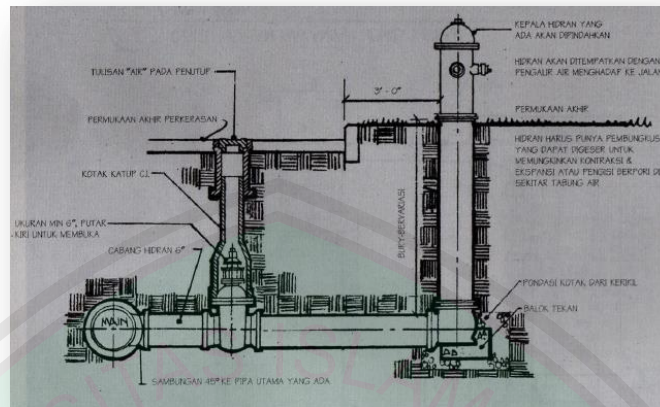 KEPALA HIDRAN YANG
ADA AKAN DIPINDAHKAN
TULISAN "AIR" PADA PENUTUP
HIDRAN AKAN DITEMPATKAN DENGAN
PENGALIR AIR MENGHADAP KE JALAN
3' - 0"
PERMUKAAN AKHIR PERKERASAN
PERMUKAAN AKHIR
HIDRAN HARUS PUNYA PEMBUNGKUS
YANG DAPAT DIGESER UNTUK
MEMUNGKINKAN KONTRAKSI &
EKSPANSI ATAU PENGISI BERPORI DI
SEKITAR TABUNG AIR
KOTAK KATUP C.I.
UKURAN MIN 6", PUTAR
KIRI UNTUK MEMBUKA
CABANG HIDRAN 6"
BURY-BERVARIASI
PONDASI KOTAK DARI KERIKIL
BALOK TEKAN
MAIN
SAMBUNGAN 45° KE PIPA UTAMA YANG ADA
ISLAM